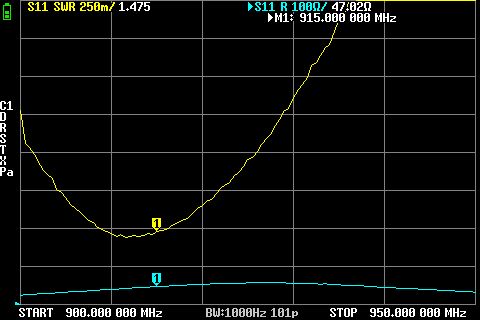 S11 SWR 250m/ 1.475
▶S11 R 100Ω/ 47.02Ω
▶M1: 915.000 000 MHz
C1
D
R
S
T
X
Pa
1
1
START 900.000 000 MHz BW:1000Hz 101p STOP 950.000 000 MHz